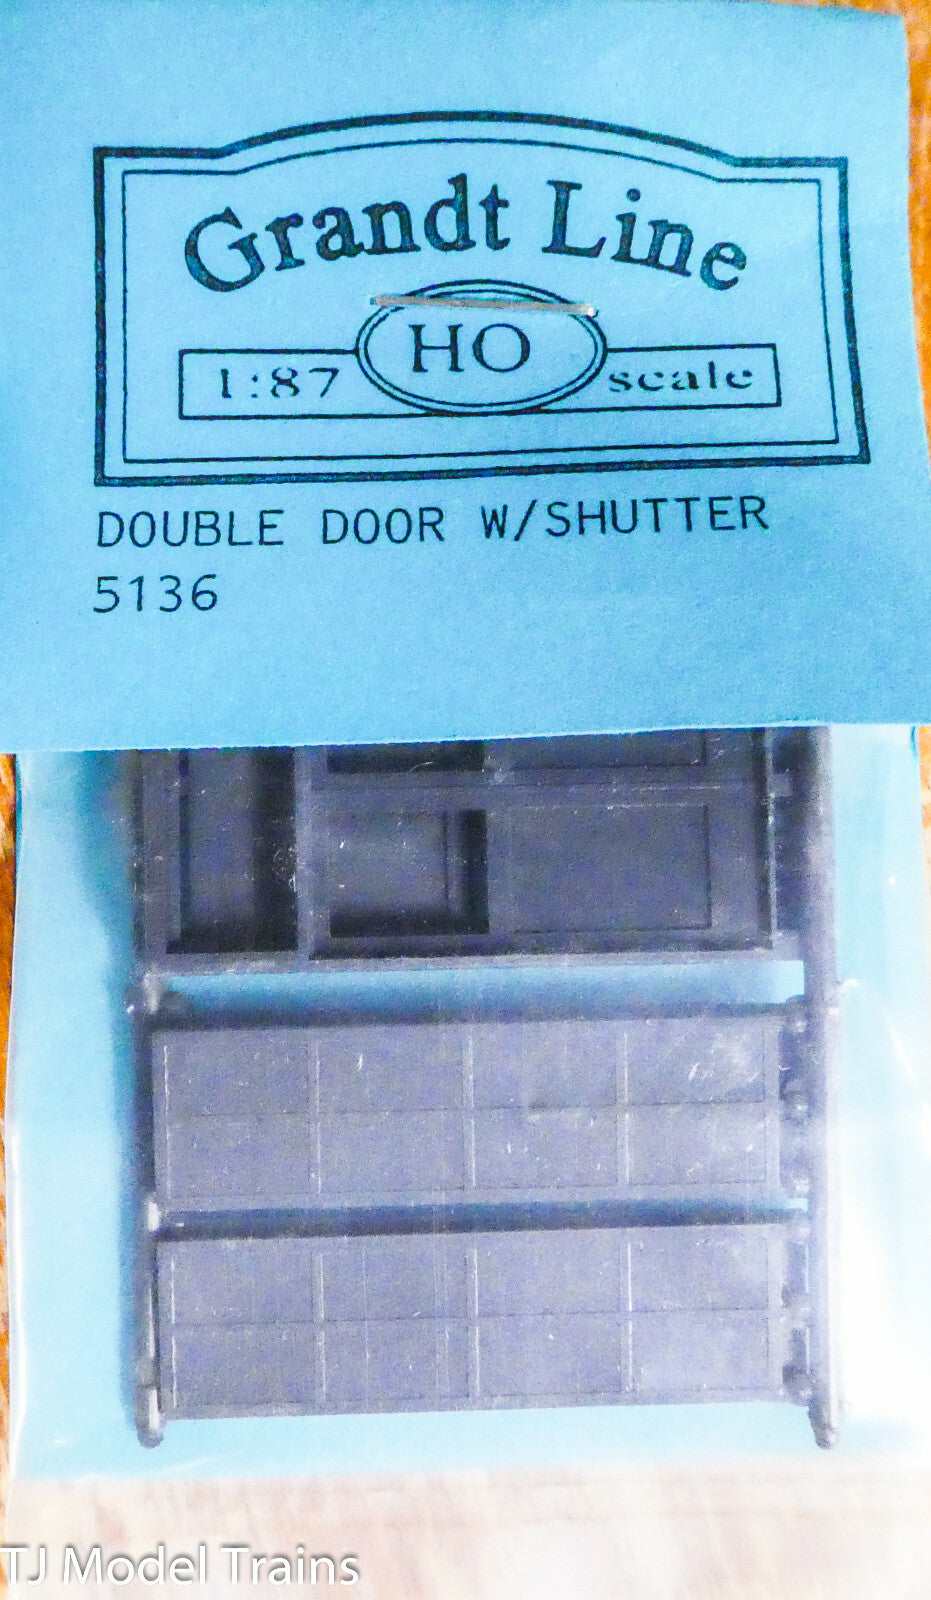 Grandt Line
1:87 HO scale
DOUBLE DOOR W/SHUTTER
5136
TJ Model Trains